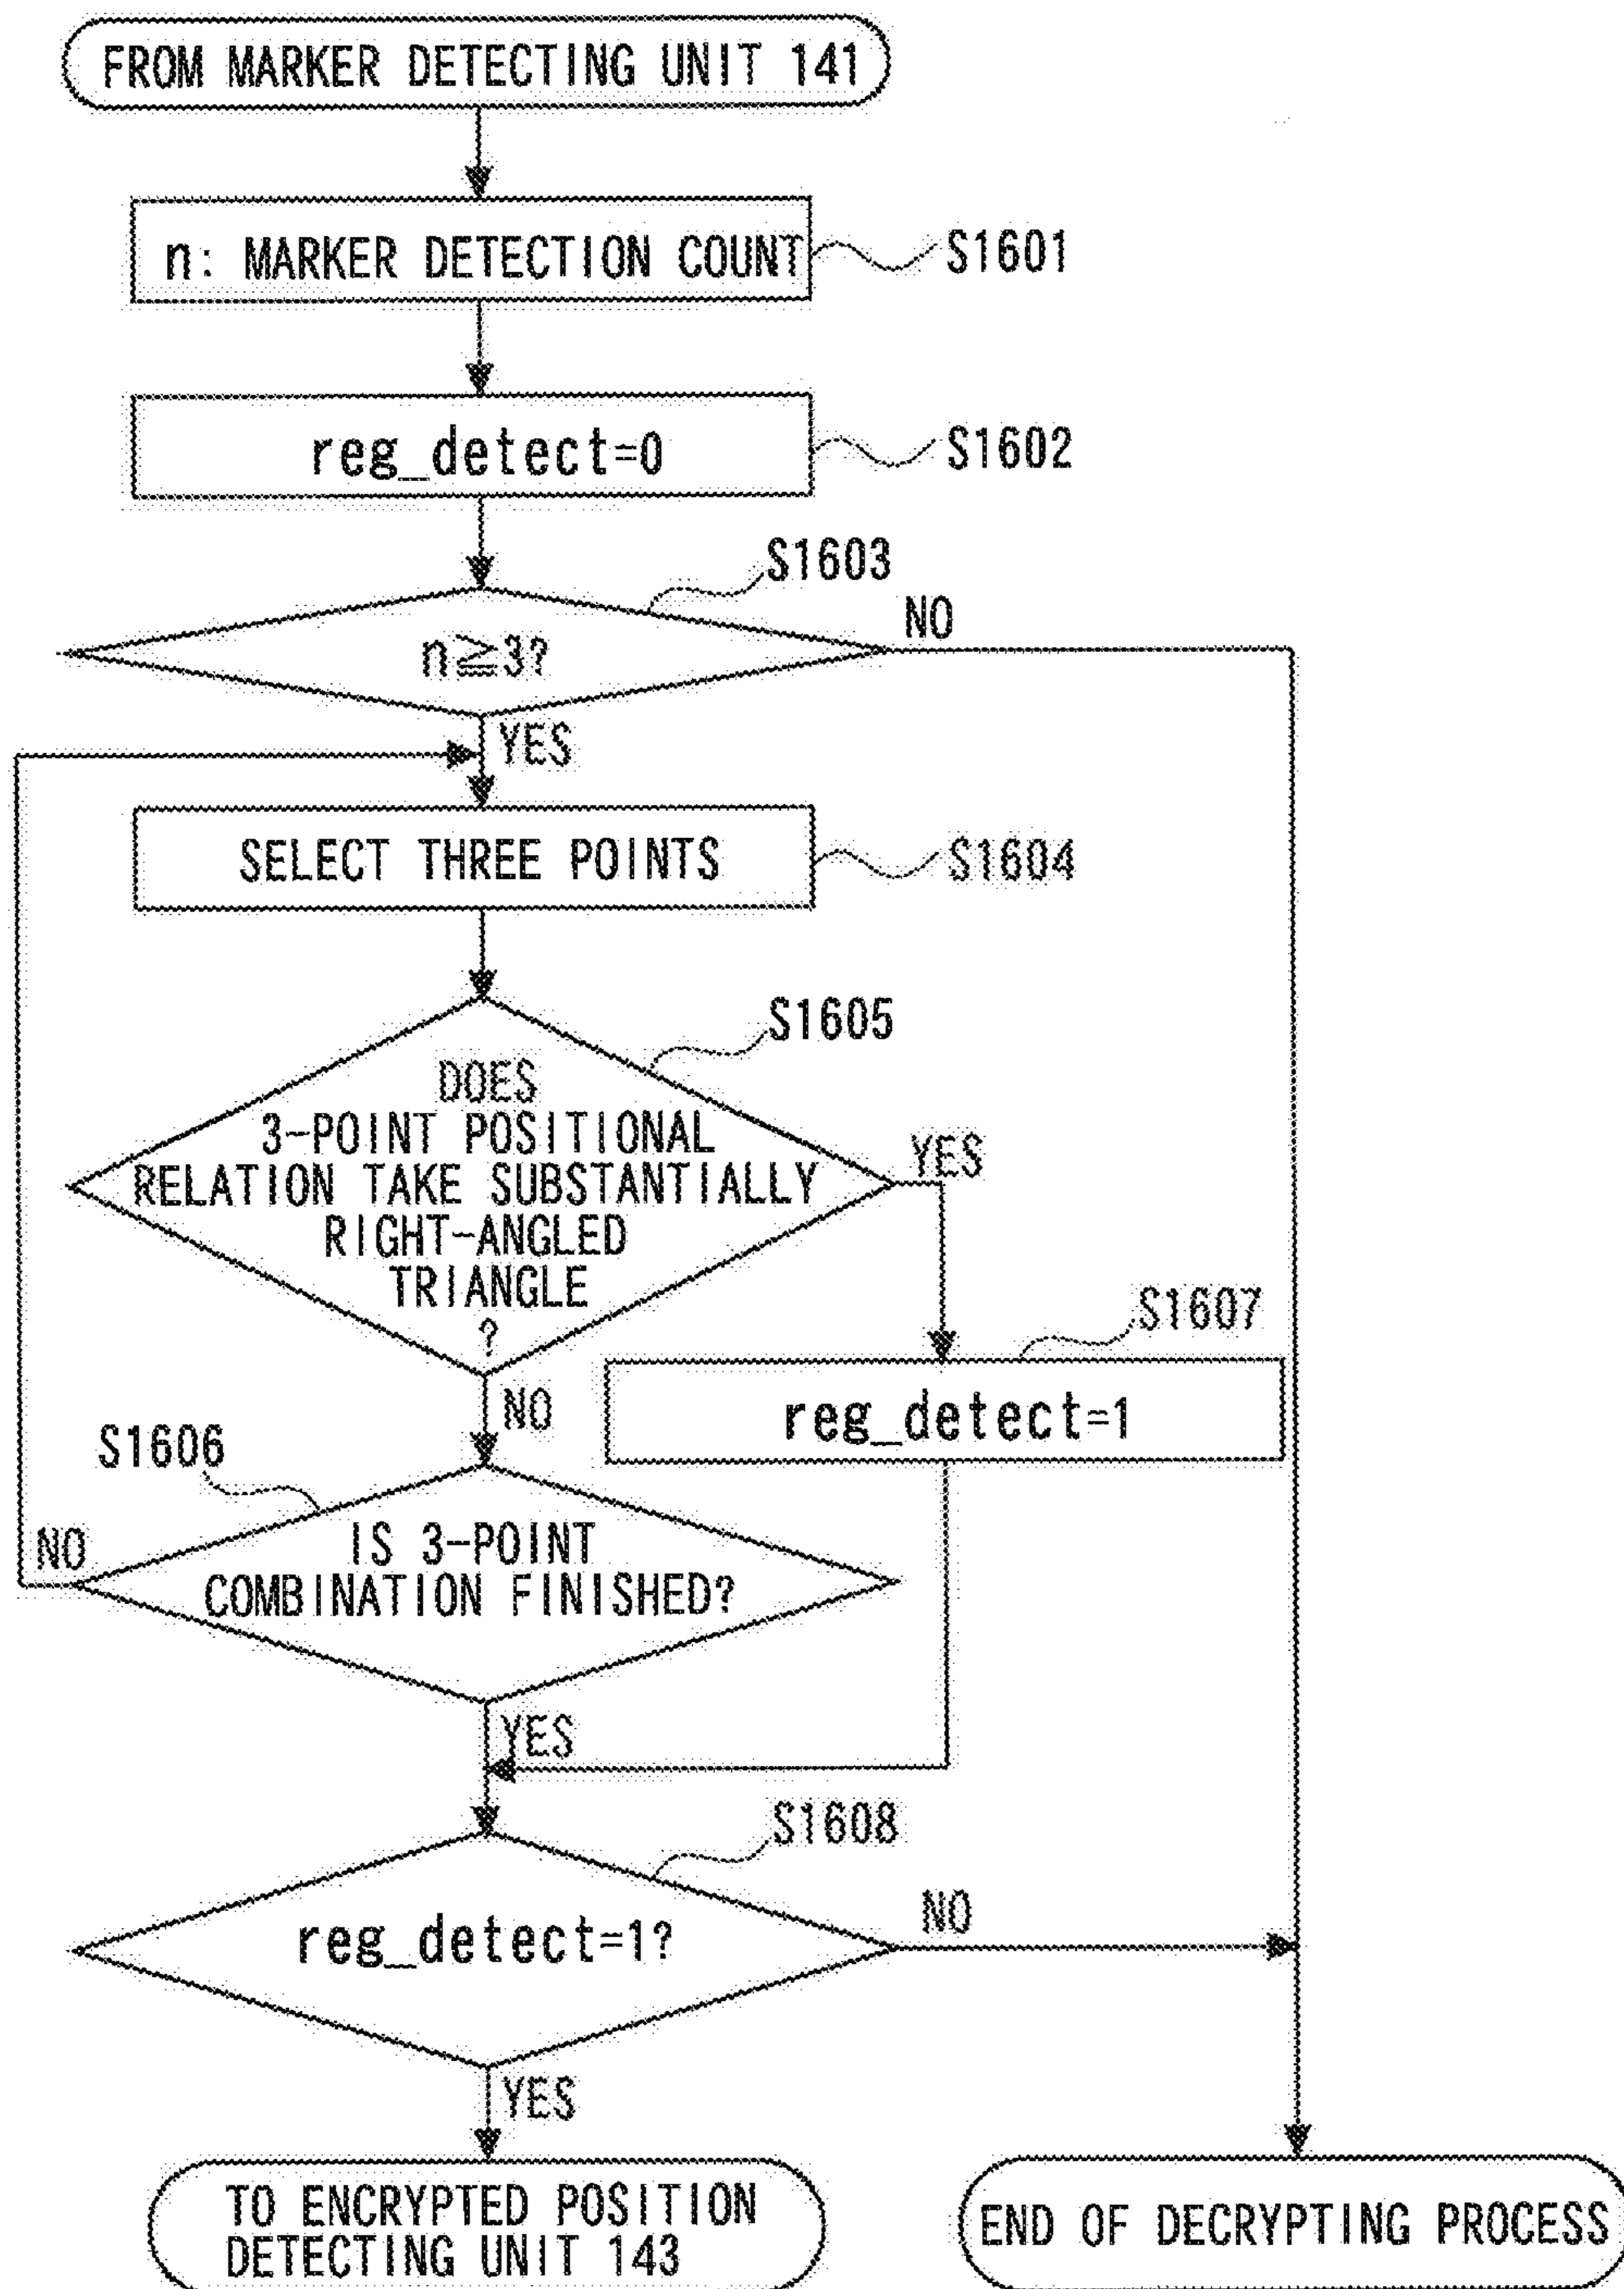 FROM MARKER DETECTING UNIT 141
n: MARKER DETECTION COUNT
S1601
reg_detect=0
S1602
S1603
n≧3?
NO
YES
SELECT THREE POINTS
S1604
S1605
DOES
3-POINT POSITIONAL
RELATION TAKE SUBSTANTIALLY
RIGHT-ANGLED
TRIANGLE
?
YES
S1607
reg_detect=1
NO
S1606
IS 3-POINT
COMBINATION FINISHED?
NO
YES
S1608
reg_detect=1?
NO
YES
TO ENCRYPTED POSITION
DETECTING UNIT 143
END OF DECRYPTING PROCESS